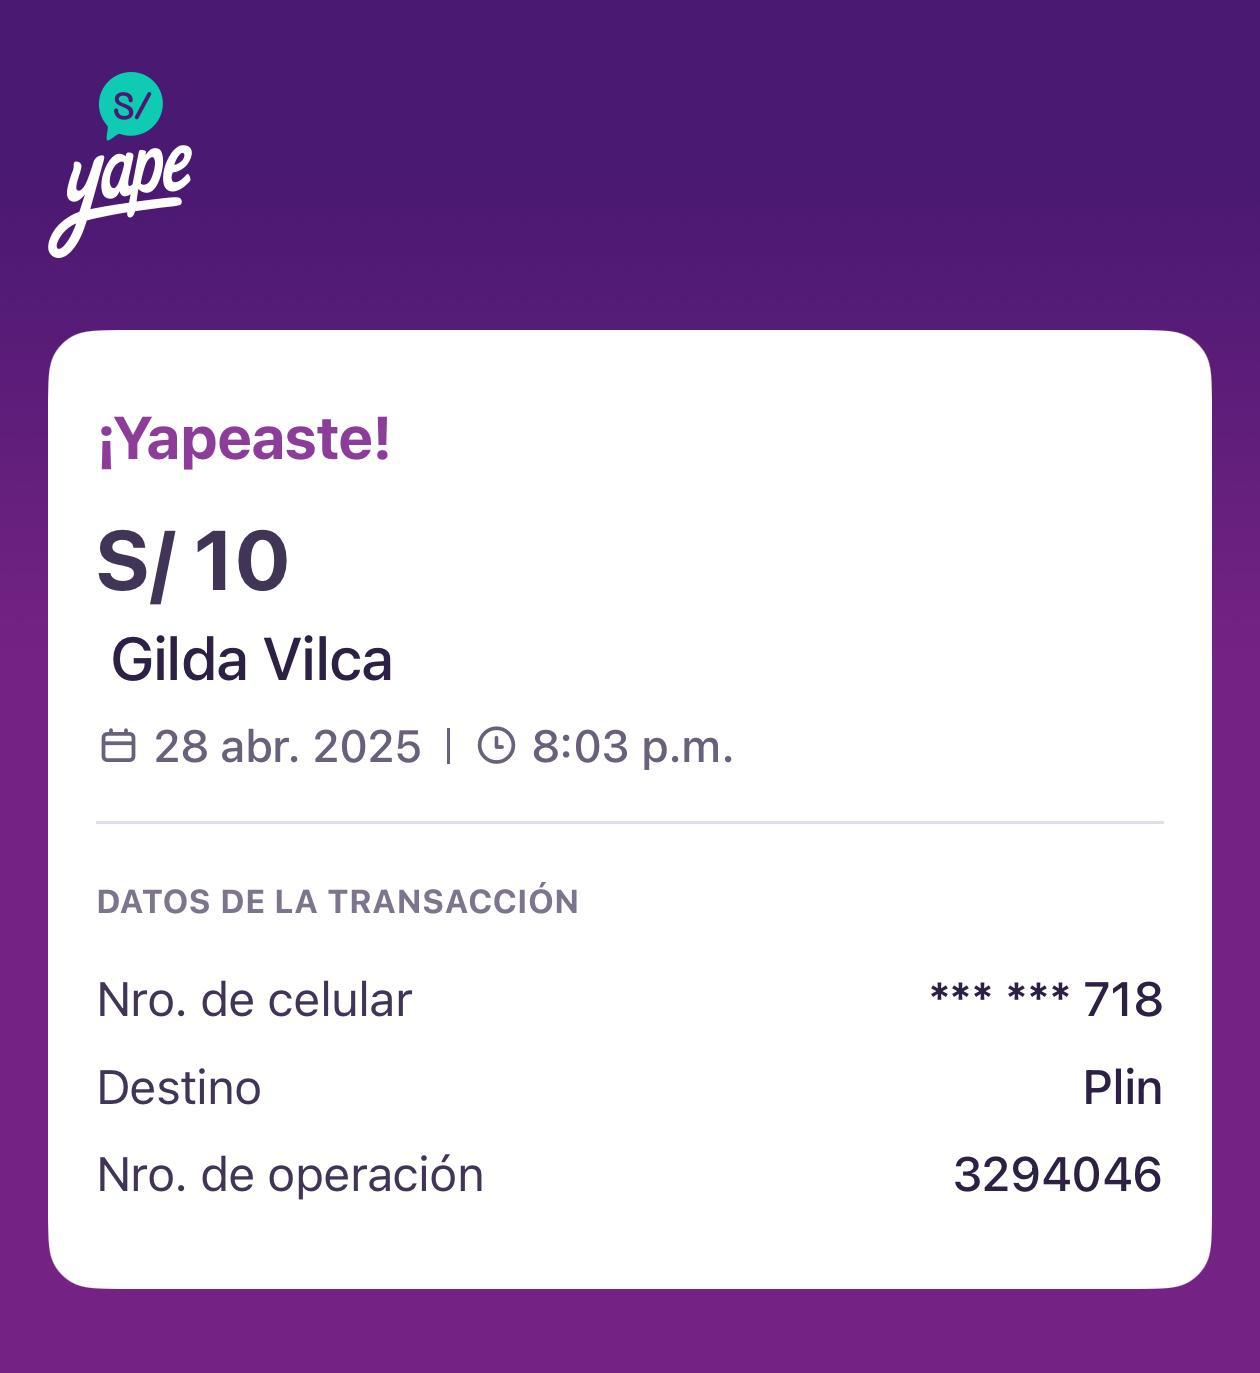 S/
yape
¡Yapeaste!
S/ 10
Gilda Vilca
28 abr. 2025 | 8:03 p.m.
DATOS DE LA TRANSACCIÓN
Nro. de celular *** *** 718
Destino Plin
Nro. de operación 3294046